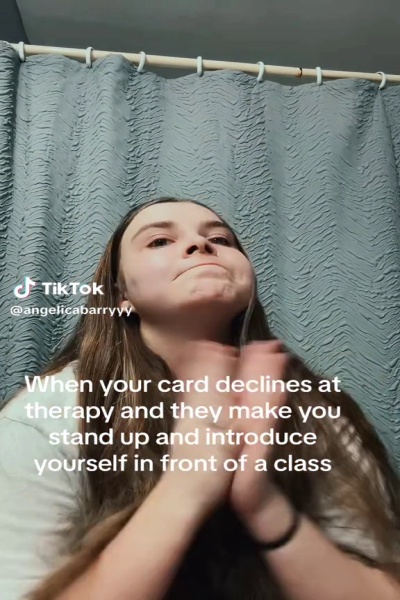 TikTok
@angelicabarryyy
When your card declines at
therapy and they make you
stand up and introduce
yourself in front of a class